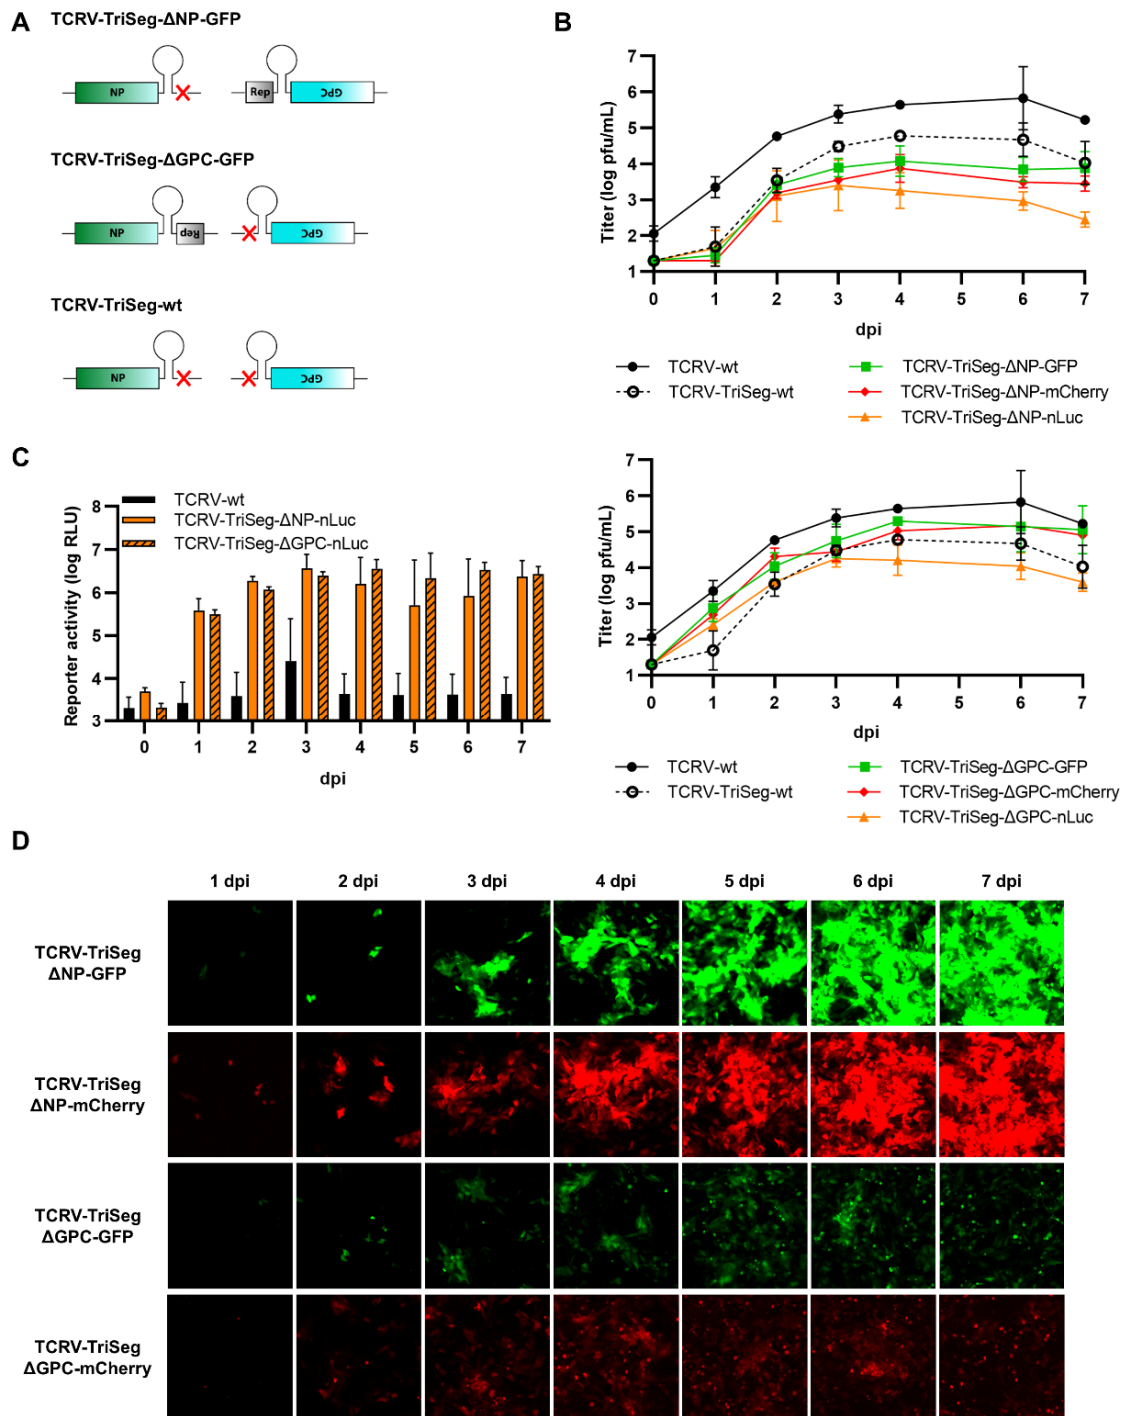 A
TCRV-TriSeg-ΔNP-GFP
NP
Rep
GPC
TCRV-TriSeg-ΔGPC-GFP
NP
Rep
GPC
TCRV-TriSeg-wt
NP
GPC
B
Titer (log pfu/mL)
7
6
5
4
3
2
1
0 1 2 3 4 5 6 7
dpi
TCRV-wt
TCRV-TriSeg-wt
TCRV-TriSeg-ΔNP-GFP
TCRV-TriSeg-ΔNP-mCherry
TCRV-TriSeg-ΔNP-nLuc
Titer (log pfu/mL)
7
6
5
4
3
2
1
0 1 2 3 4 5 6 7
dpi
TCRV-wt
TCRV-TriSeg-wt
TCRV-TriSeg-ΔGPC-GFP
TCRV-TriSeg-ΔGPC-mCherry
TCRV-TriSeg-ΔGPC-nLuc
C
Reporter activity (log RLU)
8
7
6
5
4
3
TCRV-wt
TCRV-TriSeg-ΔNP-nLuc
TCRV-TriSeg-ΔGPC-nLuc
0 1 2 3 4 5 6 7
dpi
D
1 dpi 2 dpi 3 dpi 4 dpi 5 dpi 6 dpi 7 dpi
TCRV-TriSeg
ΔNP-GFP
TCRV-TriSeg
ΔNP-mCherry
TCRV-TriSeg
ΔGPC-GFP
TCRV-TriSeg
ΔGPC-mCherry